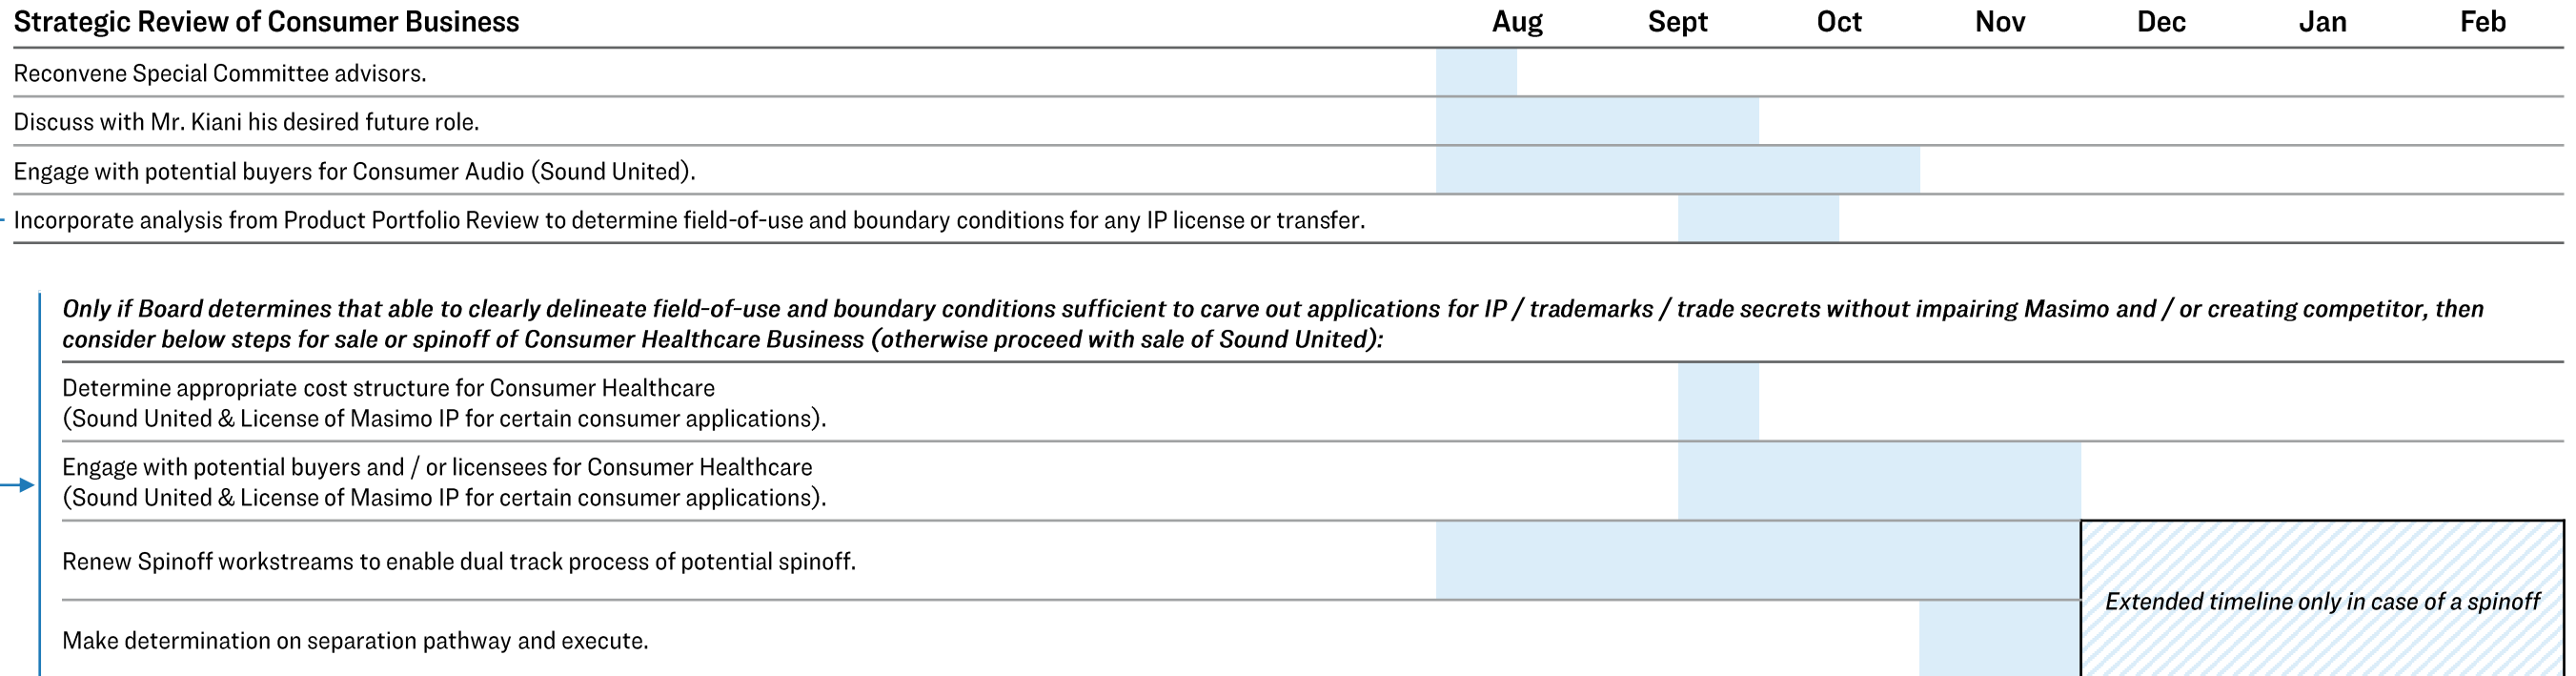 Strategic Review of Consumer Business Aug Sept Oct Nov Dec Jan Feb
Reconvene Special Committee advisors.
Discuss with Mr. Kiani his desired future role.
Engage with potential buyers for Consumer Audio (Sound United).
Incorporate analysis from Product Portfolio Review to determine field-of-use and boundary conditions for any IP license or transfer.
Only if Board determines that able to clearly delineate field-of-use and boundary conditions sufficient to carve out applications for IP / trademarks / trade secrets without impairing Masimo and / or creating competitor, then
consider below steps for sale or spinoff of Consumer Healthcare Business (otherwise proceed with sale of Sound United):
Determine appropriate cost structure for Consumer Healthcare
(Sound United & License of Masimo IP for certain consumer applications).
Engage with potential buyers and / or licensees for Consumer Healthcare
(Sound United & License of Masimo IP for certain consumer applications).
Renew Spinoff workstreams to enable dual track process of potential spinoff.
Extended timeline only in case of a spinoff
Make determination on separation pathway and execute.